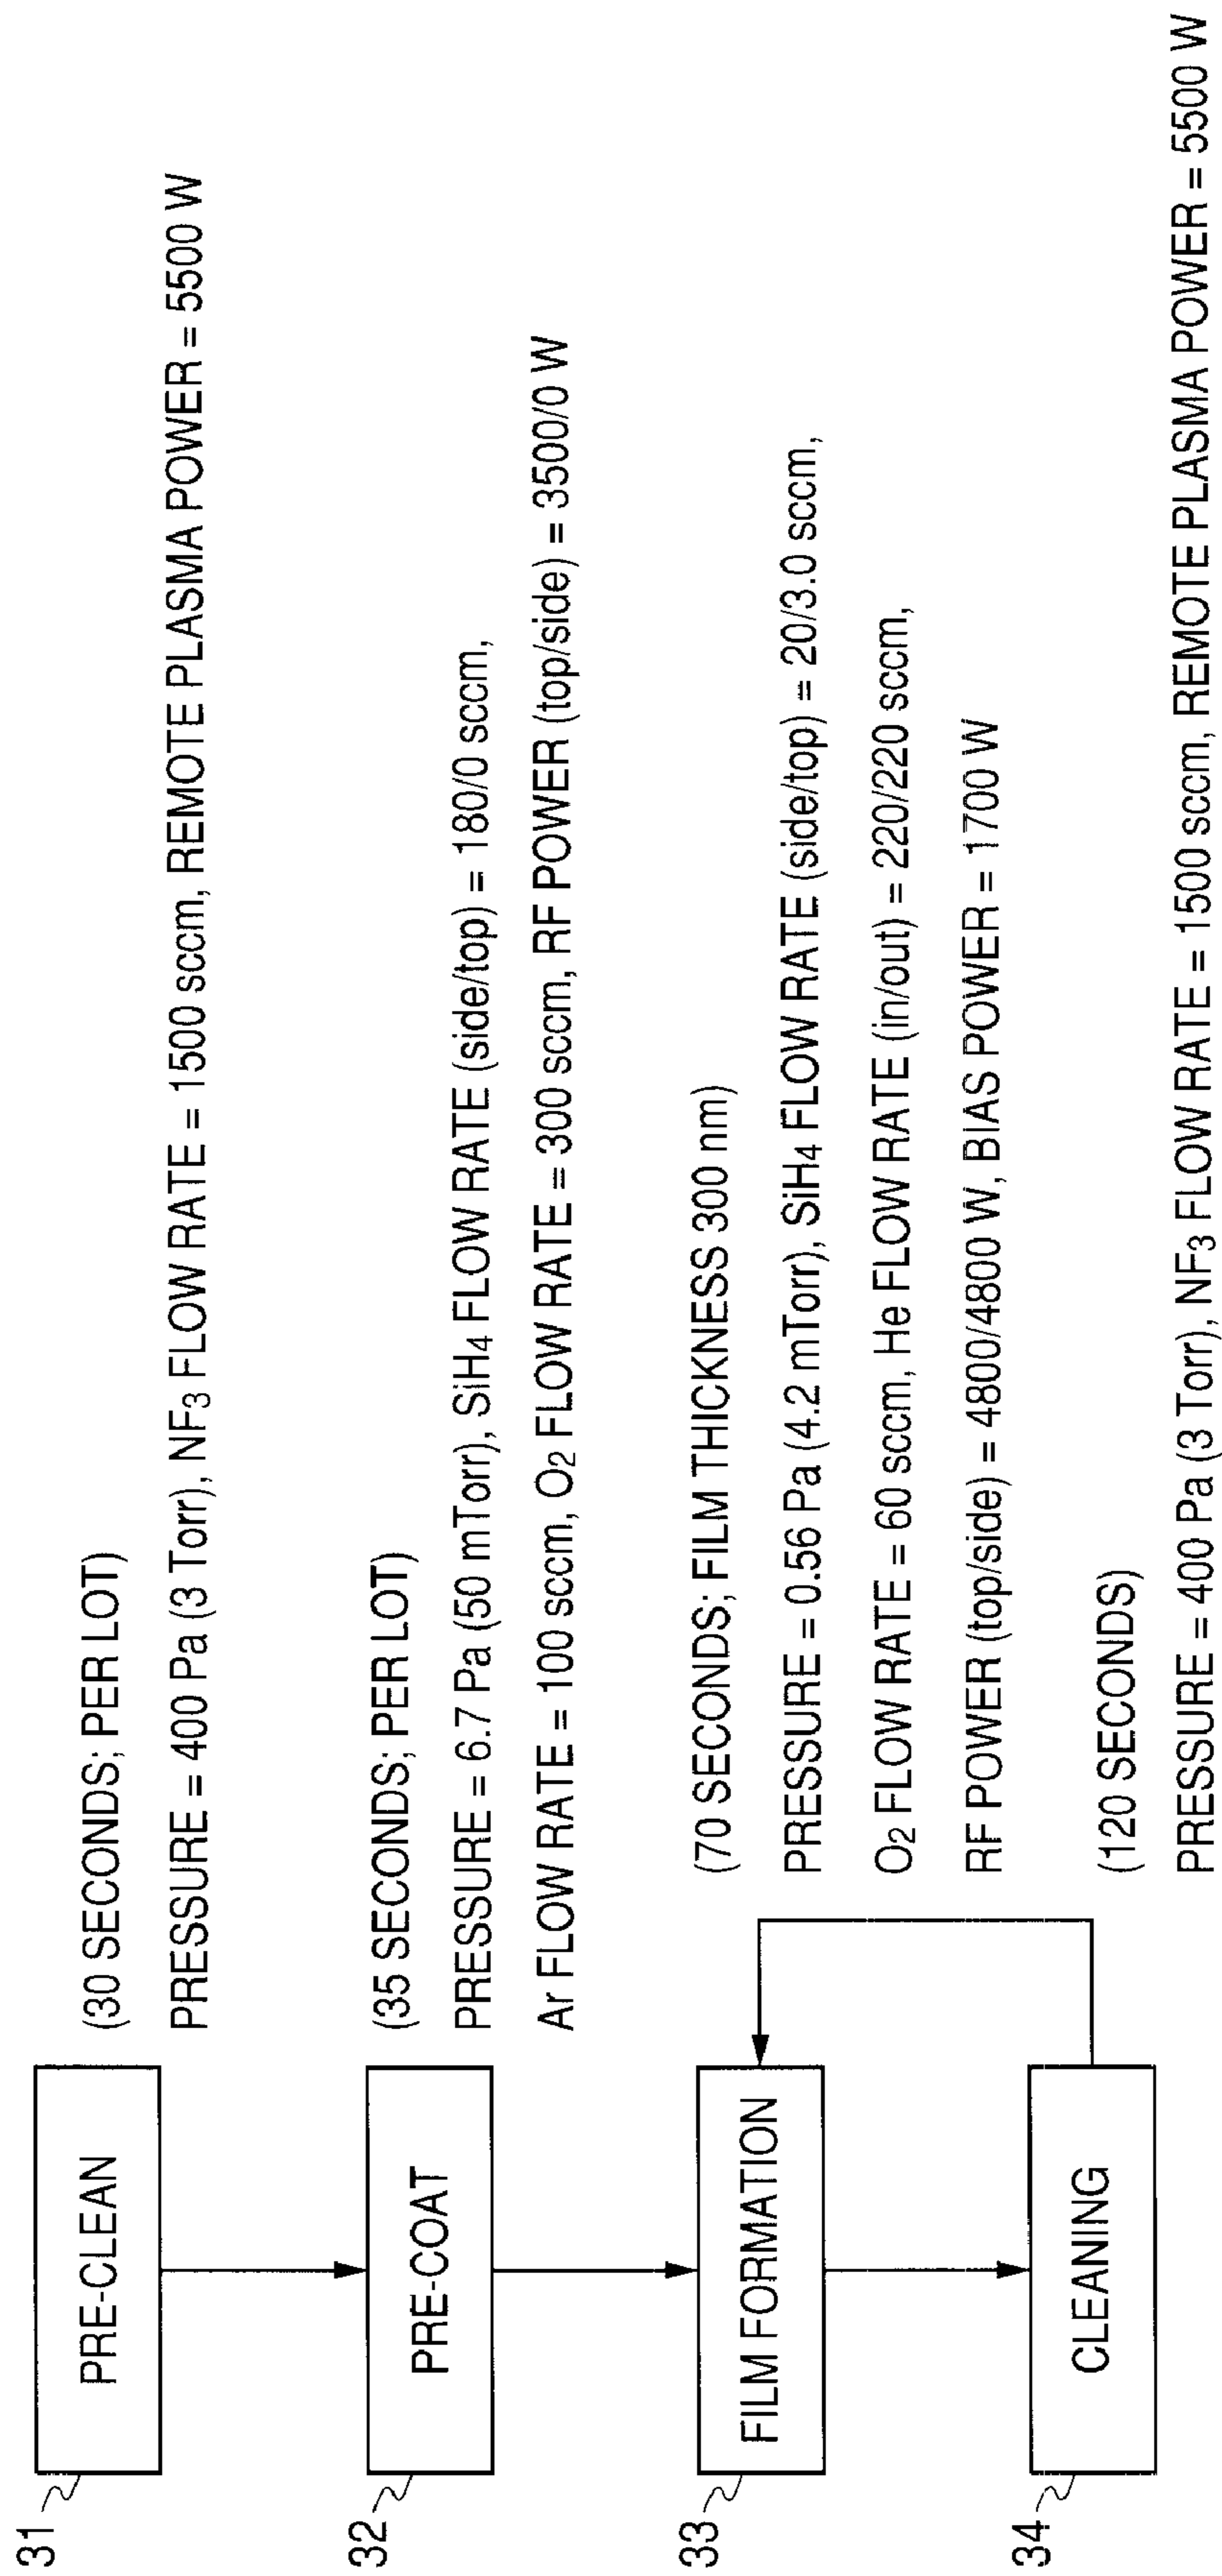 31
PRE-CLEAN
(30 SECONDS; PER LOT)
PRESSURE = 400 Pa (3 Torr), NF3 FLOW RATE = 1500 sccm, REMOTE PLASMA POWER = 5500 W
32
PRE-COAT
(35 SECONDS; PER LOT)
PRESSURE = 6.7 Pa (50 mTorr), SiH4 FLOW RATE (side/top) = 180/0 sccm,
Ar FLOW RATE = 100 sccm, O2 FLOW RATE = 300 sccm, RF POWER (top/side) = 3500/0 W
33
FILM FORMATION
(70 SECONDS; FILM THICKNESS 300 nm)
PRESSURE = 0.56 Pa (4.2 mTorr), SiH4 FLOW RATE (side/top) = 20/3.0 sccm,
O2 FLOW RATE = 60 sccm, He FLOW RATE (in/out) = 220/220 sccm,
RF POWER (top/side) = 4800/4800 W, BIAS POWER = 1700 W
34
CLEANING
(120 SECONDS)
PRESSURE = 400 Pa (3 Torr), NF3 FLOW RATE = 1500 sccm, REMOTE PLASMA POWER = 5500 W